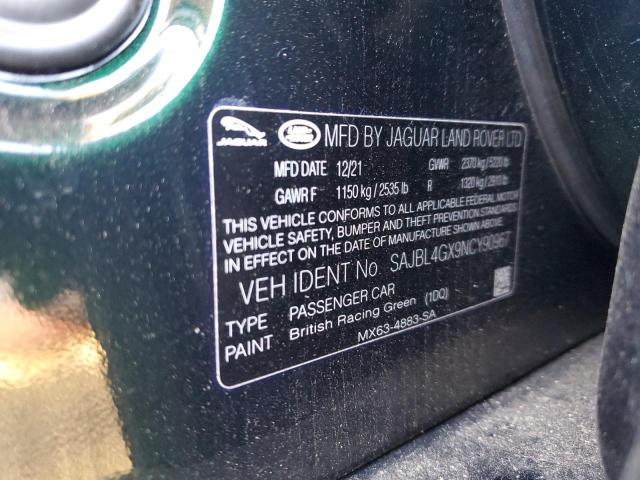 JAGUAR LAND ROVER MFD BY JAGUAR LAND ROVER LTD
MFD DATE 12/21 GVWR 2370 kg / 5220 lb
GAWR F 1150 kg / 2535 lb R 1320 kg / 2910 lb
THIS VEHICLE CONFORMS TO ALL APPLICABLE FEDERAL MOTOR
VEHICLE SAFETY, BUMPER AND THEFT PREVENTION STANDARDS
IN EFFECT ON THE DATE OF MANUFACTURE SHOWN ABOVE.
VEH IDENT No. SAJBL4GX9NCY90967
TYPE PASSENGER CAR
PAINT British Racing Green (1DQ)
MX63-4883-SA